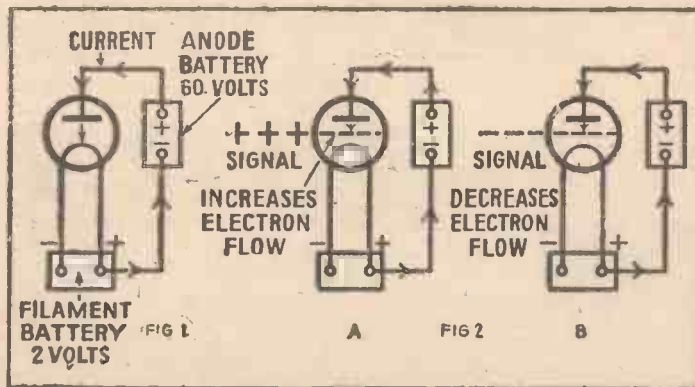 CURRENT
ANODE
BATTERY
60 VOLTS
+
-
- +
FILAMENT
BATTERY
2 VOLTS
FIG 1.
+ + +
SIGNAL
INCREASES
ELECTRON
FLOW
+
-
- +
A
FIG 2
- - -
SIGNAL
DECREASES
ELECTRON
FLOW
+
-
- +
B